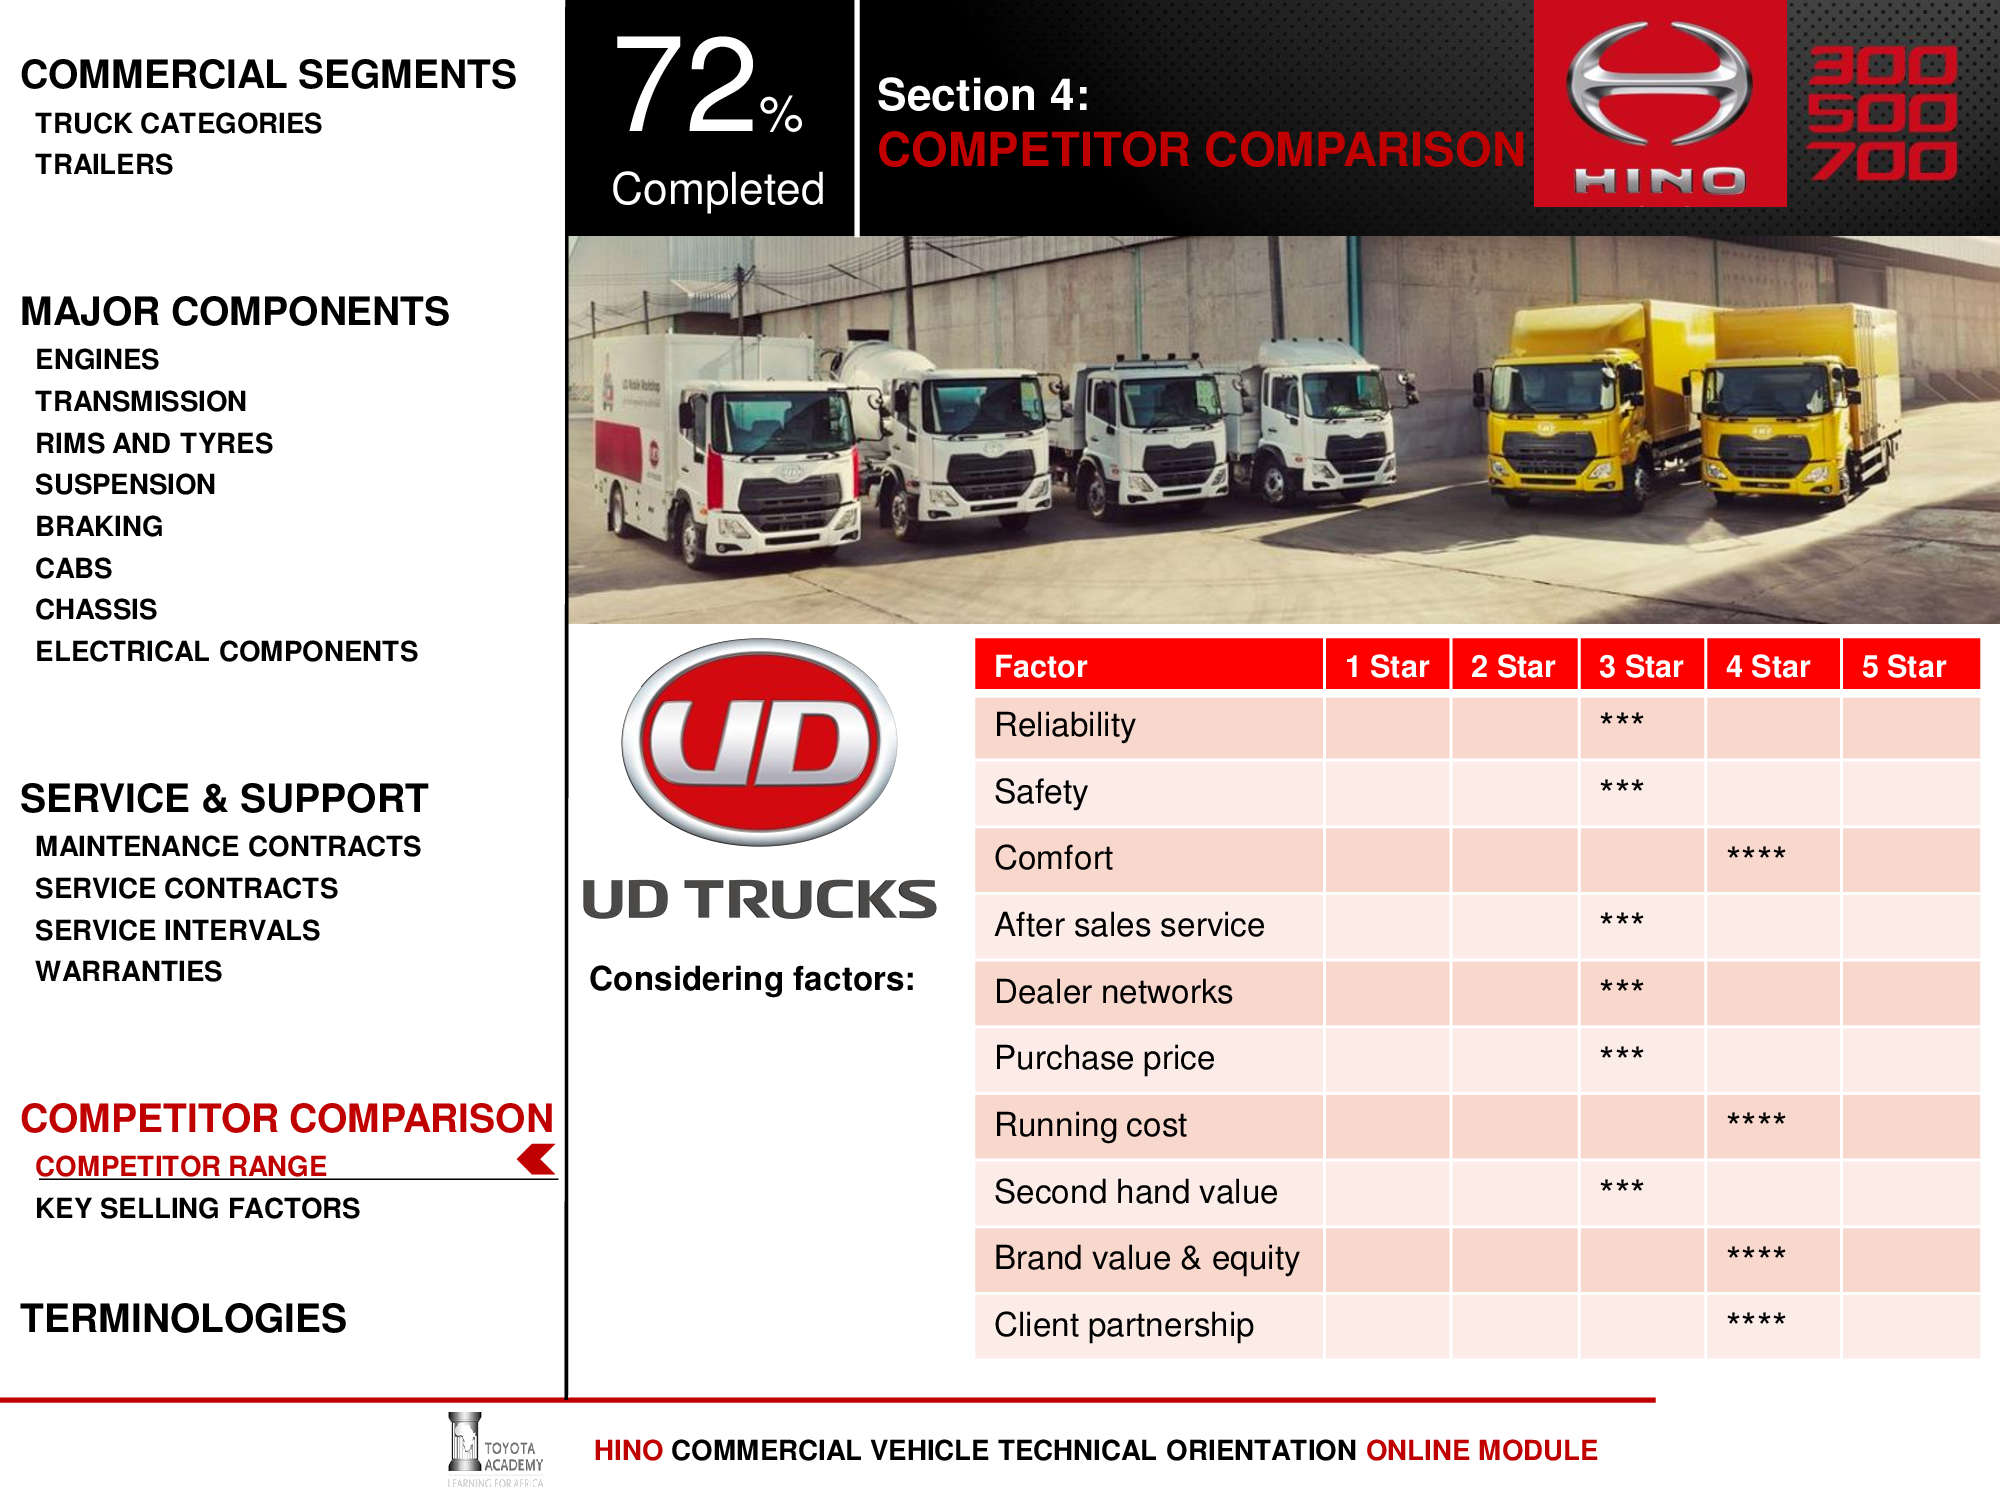 COMMERCIAL SEGMENTS
TRUCK CATEGORIES
TRAILERS
MAJOR COMPONENTS
ENGINES
TRANSMISSION
RIMS AND TYRES
SUSPENSION
BRAKING
CABS
CHASSIS
ELECTRICAL COMPONENTS
SERVICE & SUPPORT
MAINTENANCE CONTRACTS
SERVICE CONTRACTS
SERVICE INTERVALS
WARRANTIES
COMPETITOR COMPARISON
COMPETITOR RANGE
KEY SELLING FACTORS
TERMINOLOGIES
72%
Completed
Section 4:
COMPETITOR COMPARISON
HINO
300
500
700
UD Mobile Workshop
UD
UD TRUCKS
Considering factors:
Factor 1 Star 2 Star 3 Star 4 Star 5 Star
Reliability ***
Safety ***
Comfort ****
After sales service ***
Dealer networks ***
Purchase price ***
Running cost ****
Second hand value ***
Brand value & equity ****
Client partnership ****
TOYOTA
ACADEMY
LEARNING FOR AFRICA
HINO COMMERCIAL VEHICLE TECHNICAL ORIENTATION ONLINE MODULE